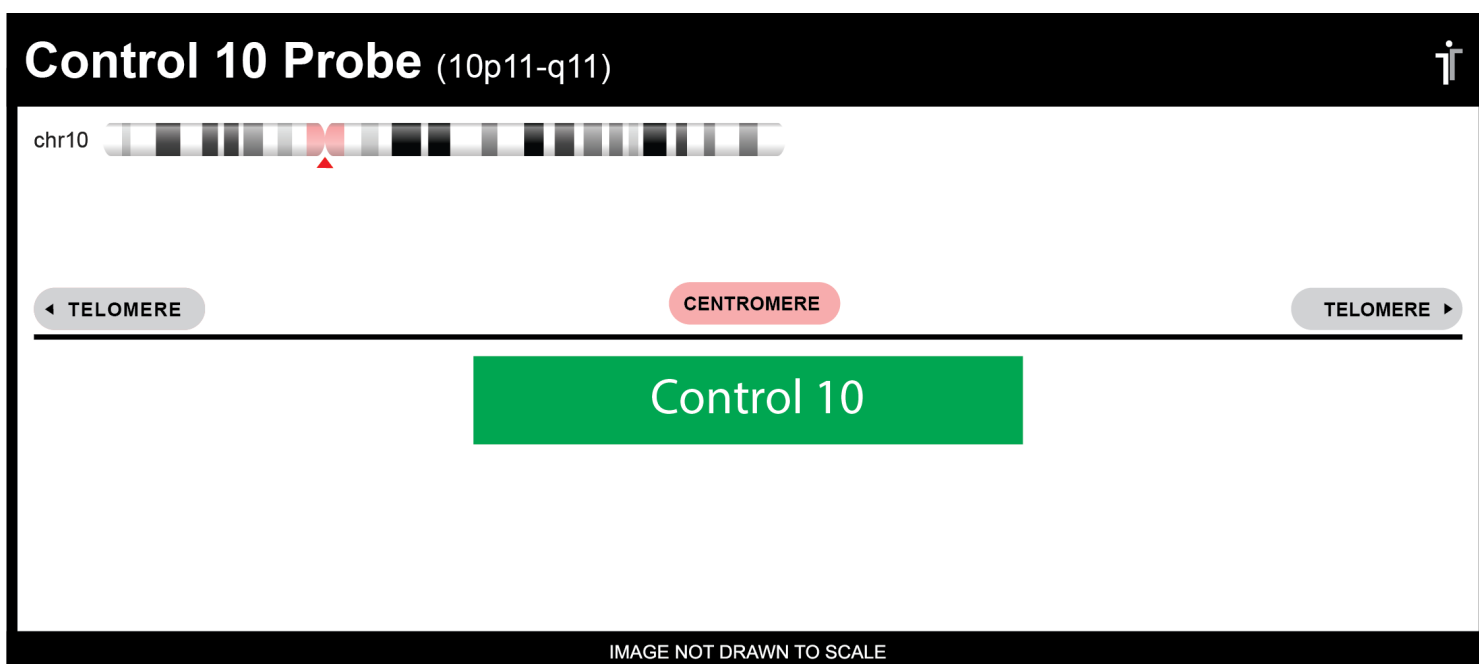 Control 10 Probe (10p11-q11)
chr10
TELOMERE
CENTROMERE
TELOMERE
Control 10
IMAGE NOT DRAWN TO SCALE